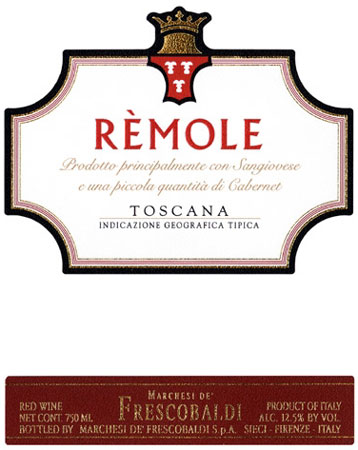 RÈMOLE
Prodotto principalmente con Sangiovese
e una piccola quantità di Cabernet
TOSCANA
INDICAZIONE GEOGRAFICA TIPICA
MARCHESI DE'
FRESCOBALDI
RED WINE
NET CONT. 750 ML
PRODUCT OF ITALY
ALC. 12.5% BY VOL.
BOTTLED BY MARCHESI DE' FRESCOBALDI S.p.A. SIECI - FIRENZE - ITALY